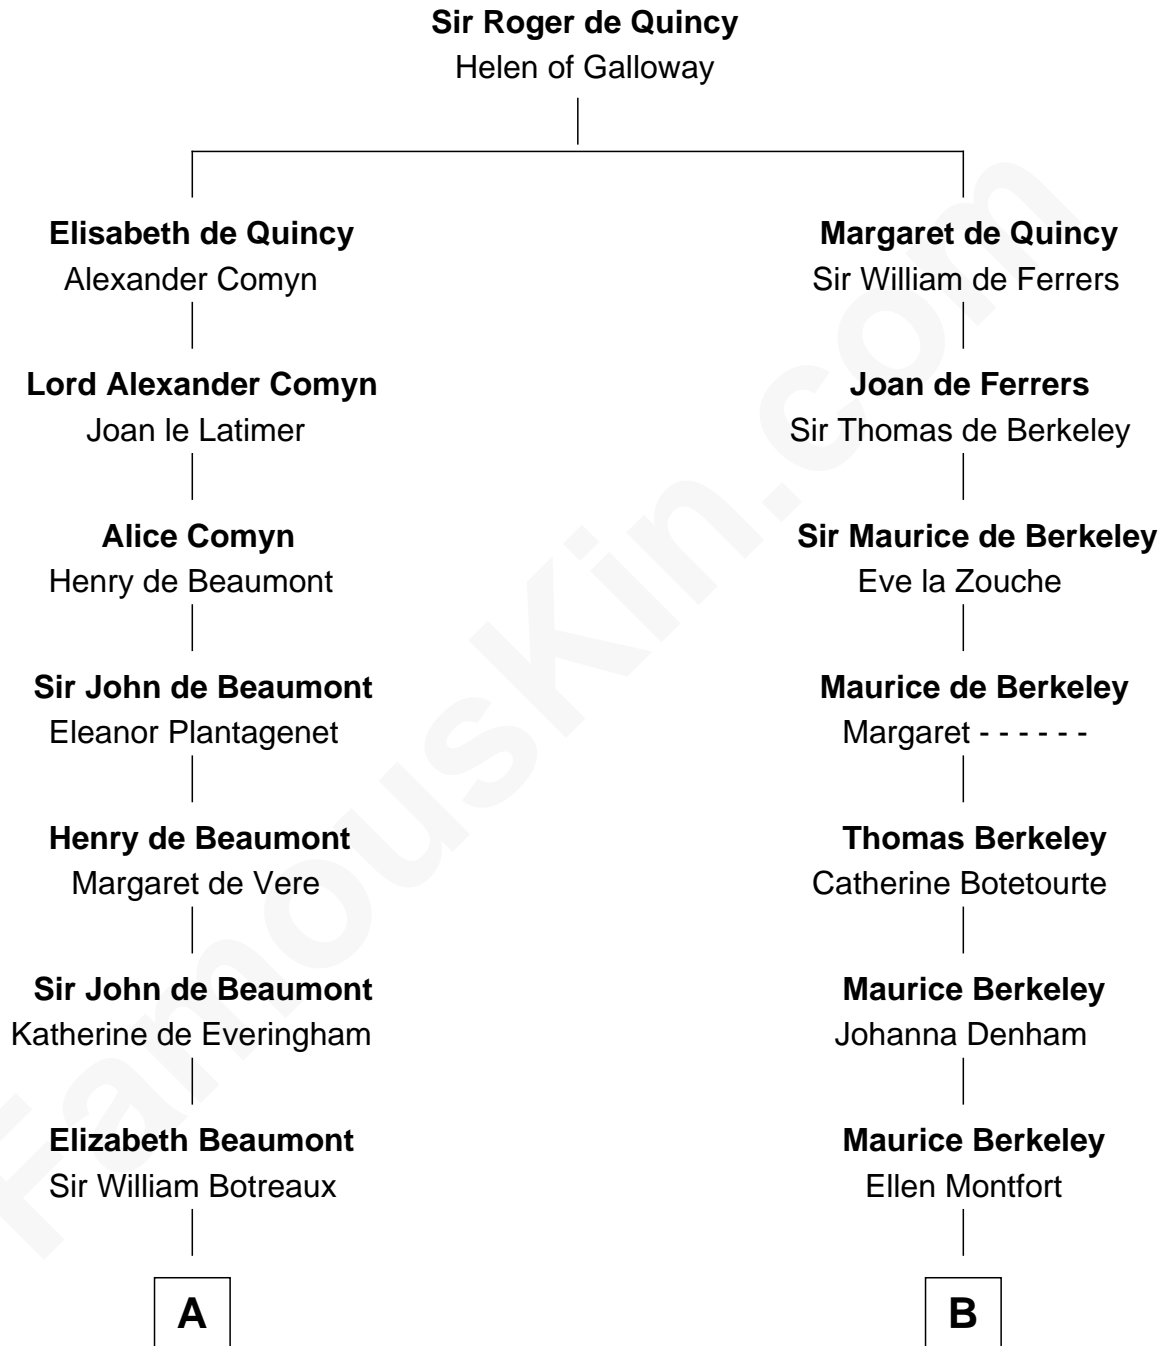 Sir Roger de Quincy
Helen of Galloway
Elisabeth de Quincy
Alexander Comyn
Margaret de Quincy
Sir William de Ferrers
Lord Alexander Comyn
Joan le Latimer
Joan de Ferrers
Sir Thomas de Berkeley
Alice Comyn
Henry de Beaumont
Sir Maurice de Berkeley
Eve la Zouche
Sir John de Beaumont
Eleanor Plantagenet
Maurice de Berkeley
Margaret - - - - - -
Henry de Beaumont
Margaret de Vere
Thomas Berkeley
Catherine Botetourte
Sir John de Beaumont
Katherine de Everingham
Maurice Berkeley
Johanna Denham
Elizabeth Beaumont
Sir William Botreaux
Maurice Berkeley
Ellen Montfort
A
B
FamousKin.com